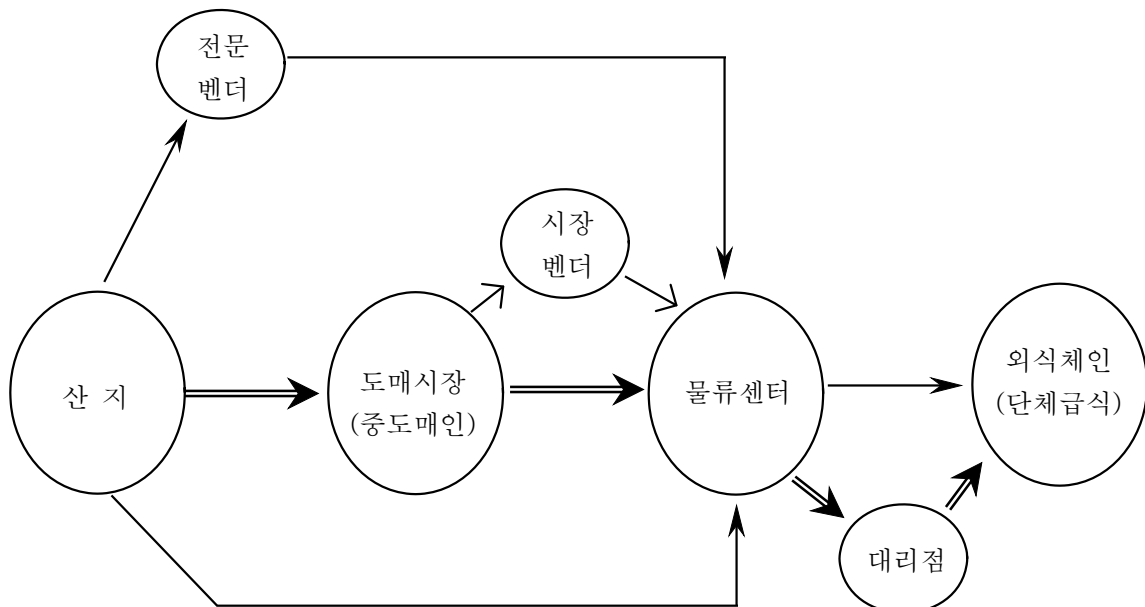 전문
벤더
시장
벤더
산 지
도매시장
(중도매인)
물류센터
외식체인
(단체급식)
대리점